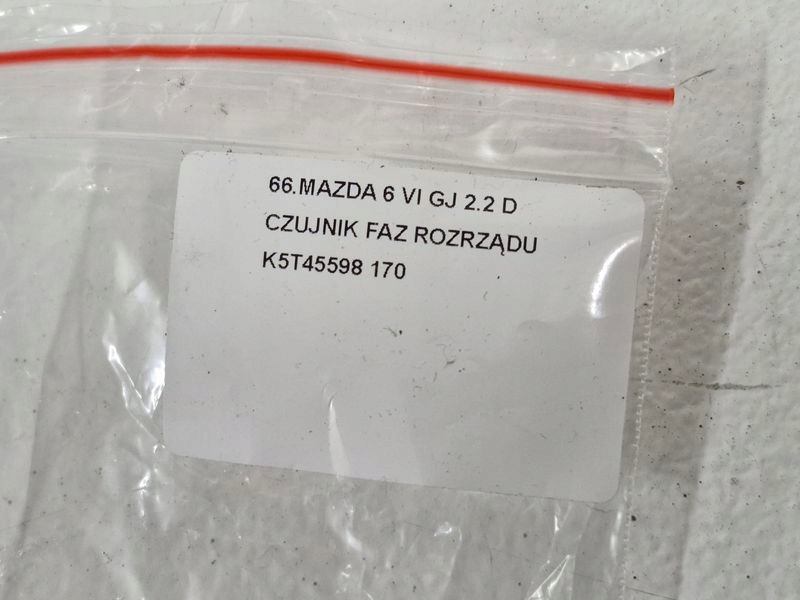 66.MAZDA 6 VI GJ 2.2 D
CZUJNIK FAZ ROZRZĄDU
K5T45598 170